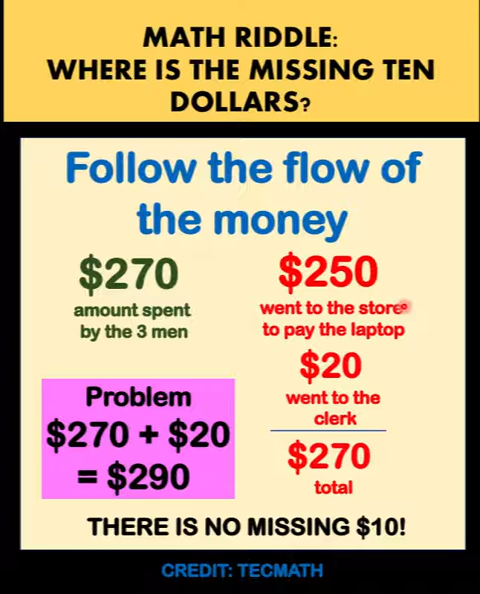 MATH RIDDLE:
WHERE IS THE MISSING TEN
DOLLARS?
Follow the flow of
the money
$270
amount spent
by the 3 men
Problem
$270 + $20
= $290
$250
went to the store
to pay the laptop
$20
went to the
clerk
$270
total
THERE IS NO MISSING $10!
CREDIT: TECMATH